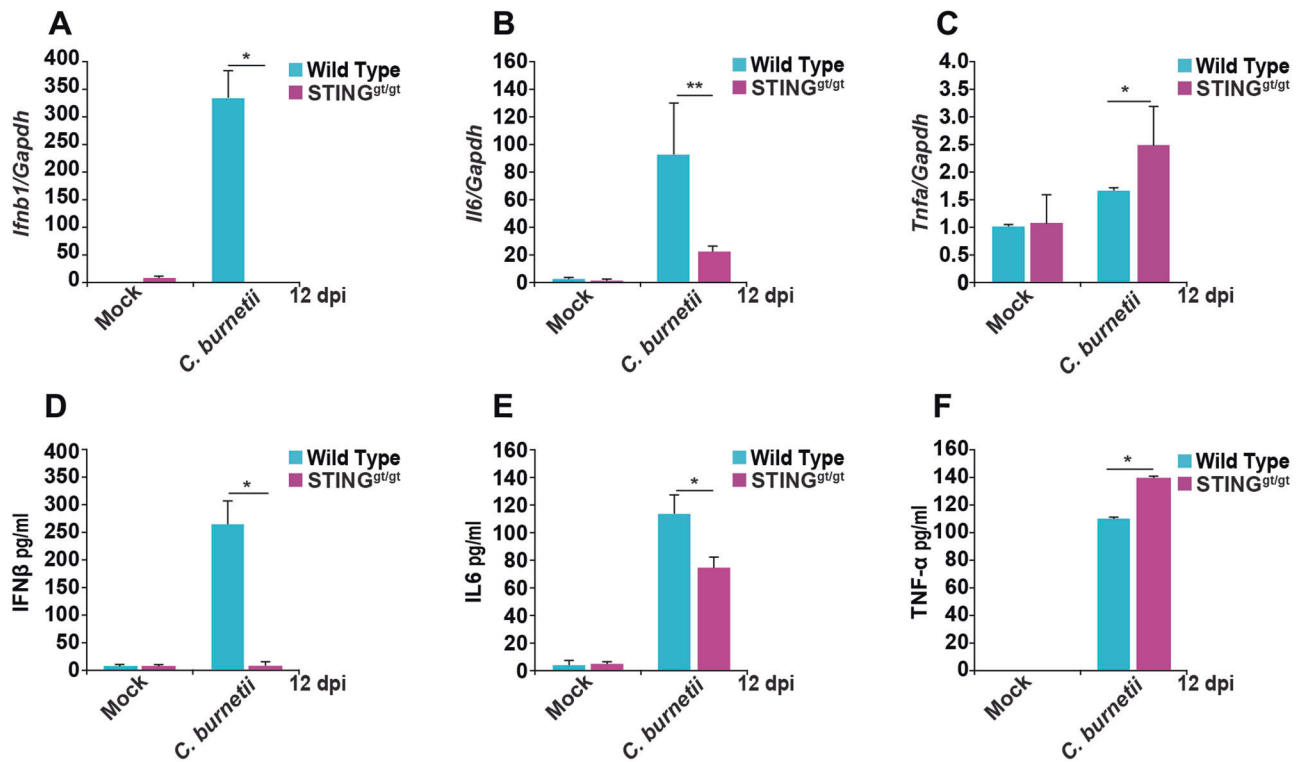 A
Ifnb1/Gapdh
400
350
300
250
200
150
100
50
0
*
Wild Type
STINGgt/gt
Mock
C. burnetii
12 dpi
B
Il6/Gapdh
160
140
120
100
80
60
40
20
0
**
Wild Type
STINGgt/gt
Mock
C. burnetii
12 dpi
C
Tnfa/Gapdh
4.0
3.5
3.0
2.5
2.0
1.5
1.0
0.5
0
*
Wild Type
STINGgt/gt
Mock
C. burnetii
12 dpi
D
IFNβ pg/ml
400
350
300
250
200
150
100
50
0
*
Wild Type
STINGgt/gt
Mock
C. burnetii
12 dpi
E
IL6 pg/ml
160
140
120
100
80
60
40
20
0
*
Wild Type
STINGgt/gt
Mock
C. burnetii
12 dpi
F
TNF-α pg/ml
160
140
120
100
80
60
40
20
0
*
Wild Type
STINGgt/gt
Mock
C. burnetii
12 dpi